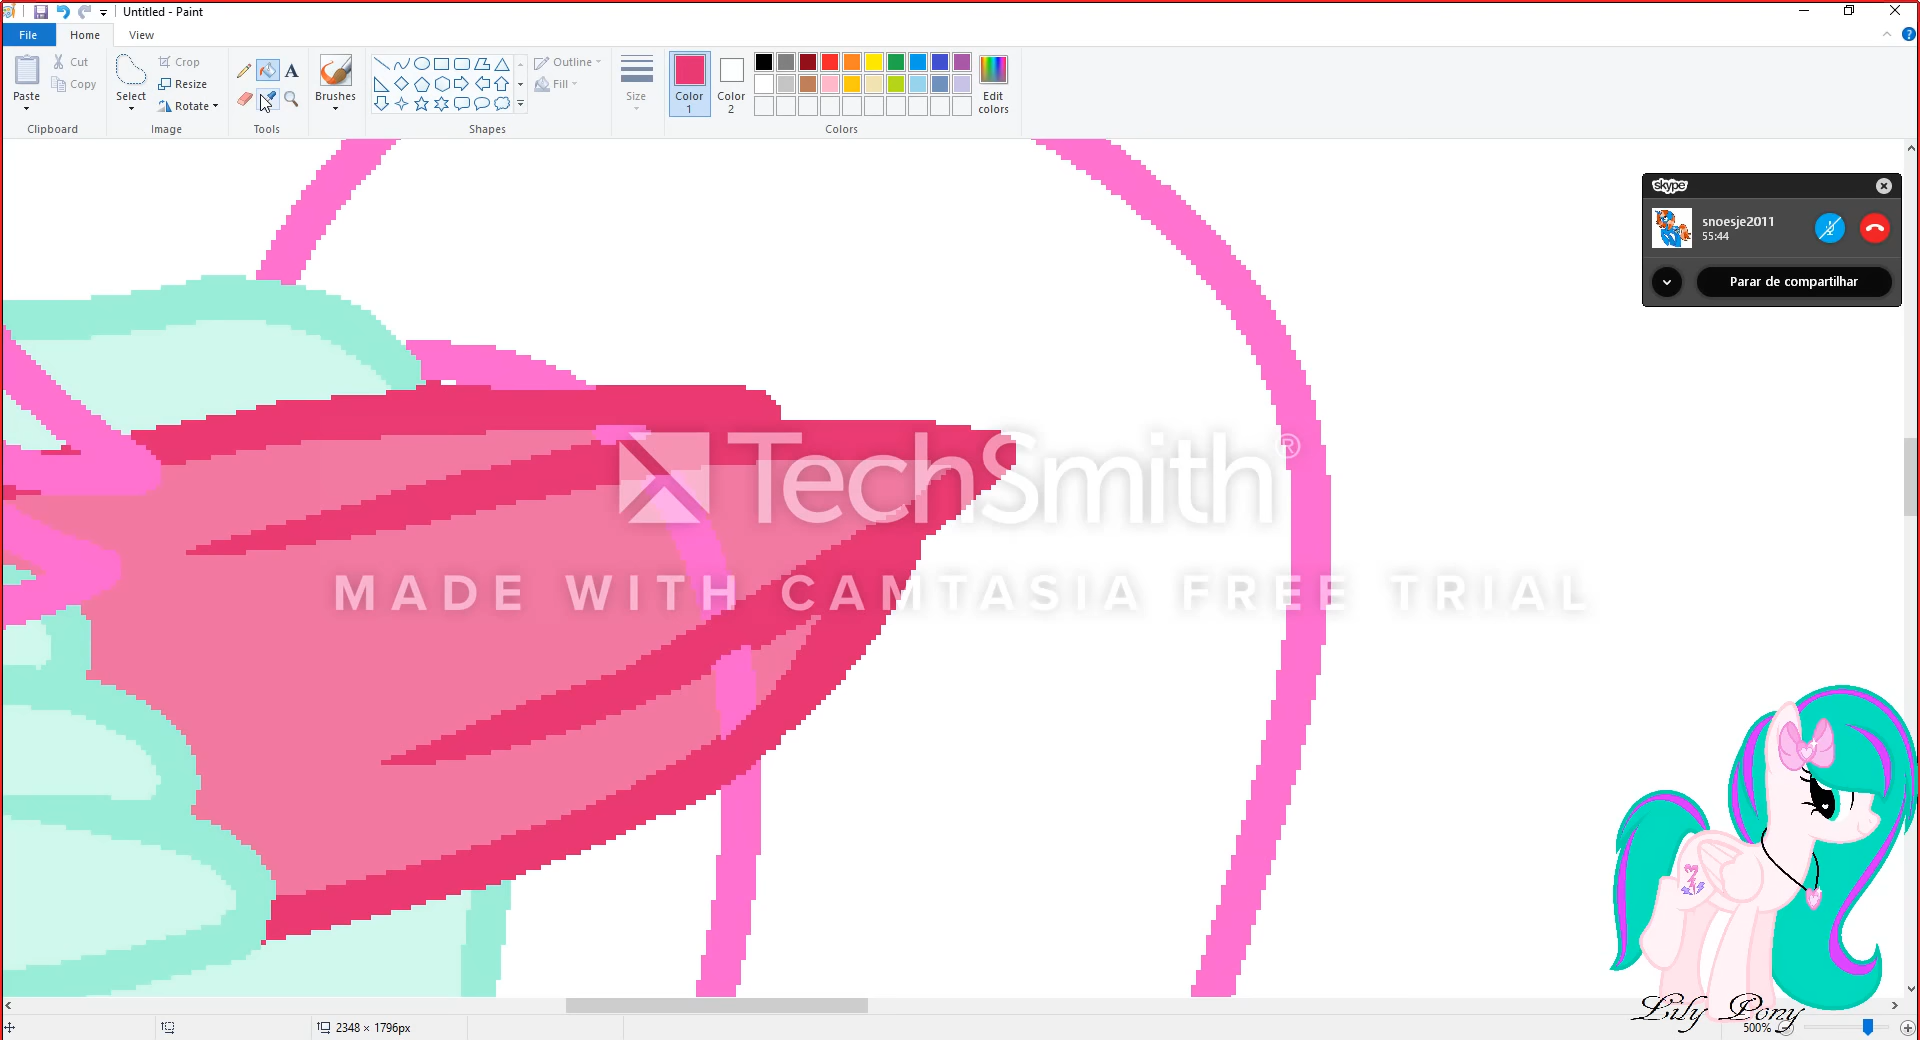 Untitled - Paint
File Home View
Paste
Cut
Copy
Clipboard
Select
Crop
Resize
Rotate
Image
A
Tools
Brushes
Outline
Fill
Shapes
Size
Color 1
Color 2
Edit colors
Colors
skype
snoesje2011
55:44
Parar de compartilhar
TechSmith®
MADE WITH CAMTASIA FREE TRIAL
Lily Pony
2348 × 1796px
500%